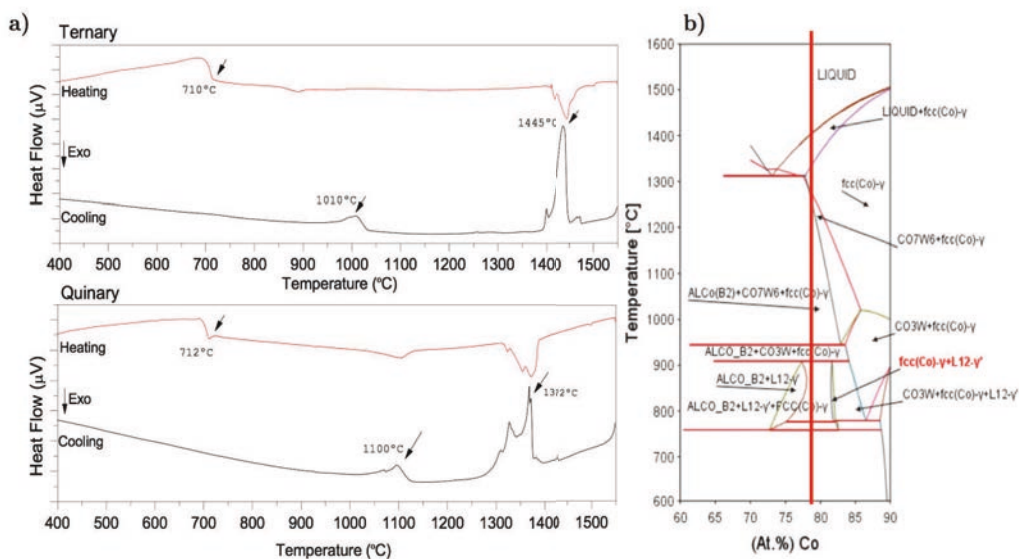 a)
Ternary
710°C
Heating
1445°C
Heat Flow (µV)
Exo
1010°C
Cooling
400 500 600 700 800 900 1000 1100 1200 1300 1400 1500
Temperature (°C)
Quinary
712°C
Heating
Heat Flow (µV)
Exo
Cooling
1100°C
400 500 600 700 800 900 1000 1100 1200 1300 1400 1500
Temperature (°C)
b)
1600
1500
1400
1300
1200
1100
1000
900
800
700
600
Temperature [°C]
LIQUID
LIQUID+fcc(Co)-γ
fcc(Co)-γ
CO7W6+fcc(Co)-γ
ALCo(B2)+CO7W6+fcc(Co)-γ
CO3W+fcc(Co)-γ
ALCO_B2+CO3W+fcc(Co)-γ
fcc(Co)-γ+L12-γ'
ALCO_B2+L12-γ'
CO3W+fcc(Co)-γ+L12-γ'
ALCO_B2+L12-γ'+FCC(Co)-γ
60 65 70 75 80 85 90
(At.%) Co